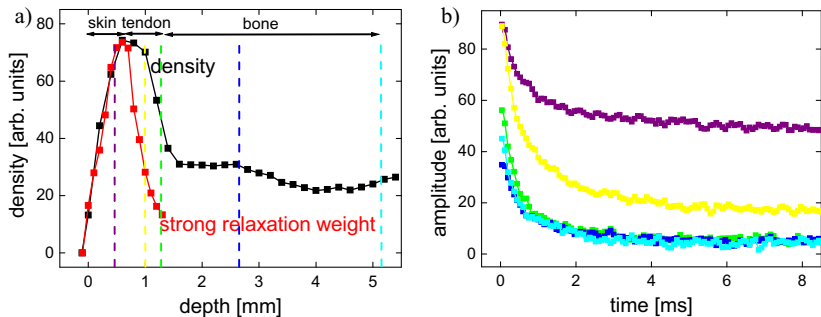 a)
skin tendon bone
80
60
40
20
0
density
strong relaxation weight
0 1 2 3 4 5
depth [mm]
density [arb. units]
b)
80
60
40
20
0
0 2 4 6 8
time [ms]
amplitude [arb. units]